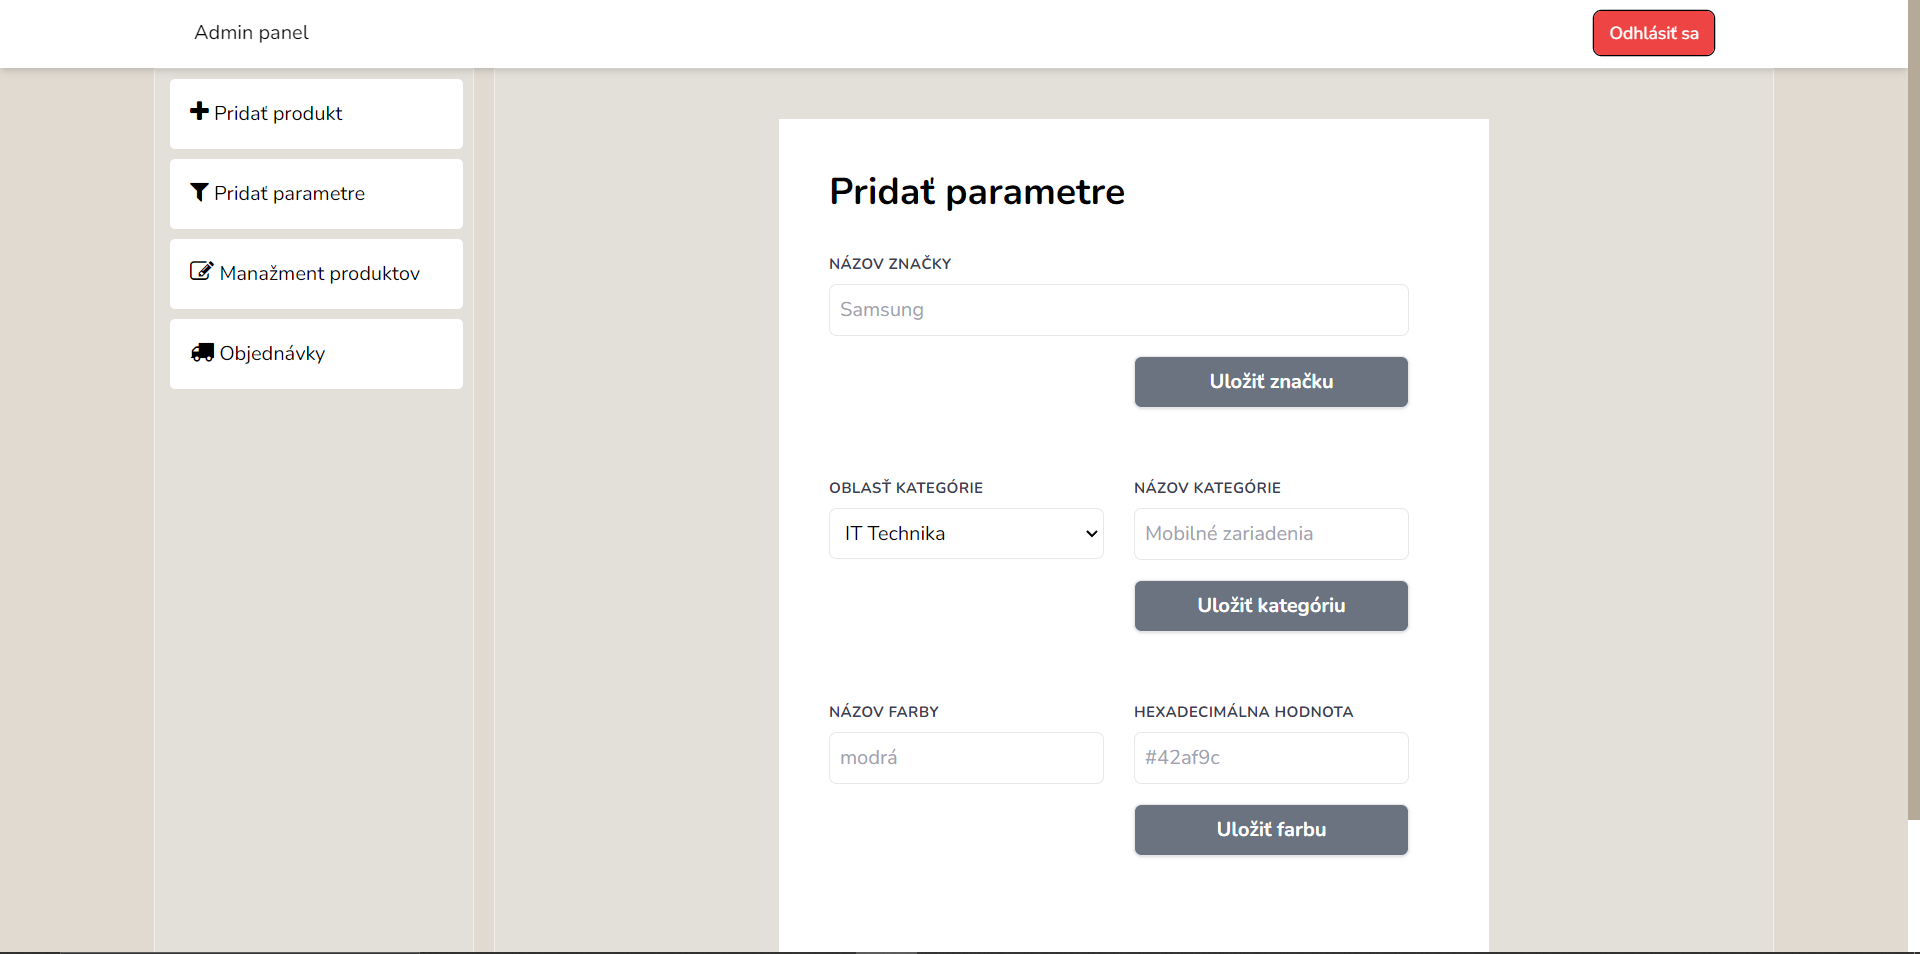 Admin panel
Odhlásiť sa
Pridať produkt
Pridať parametre
Manažment produktov
Objednávky
Pridať parametre
NÁZOV ZNAČKY
Samsung
Uložiť značku
OBLASŤ KATEGÓRIE
NÁZOV KATEGÓRIE
IT Technika
Mobilné zariadenia
Uložiť kategóriu
NÁZOV FARBY
HEXADECIMÁLNA HODNOTA
modrá
#42af9c
Uložiť farbu